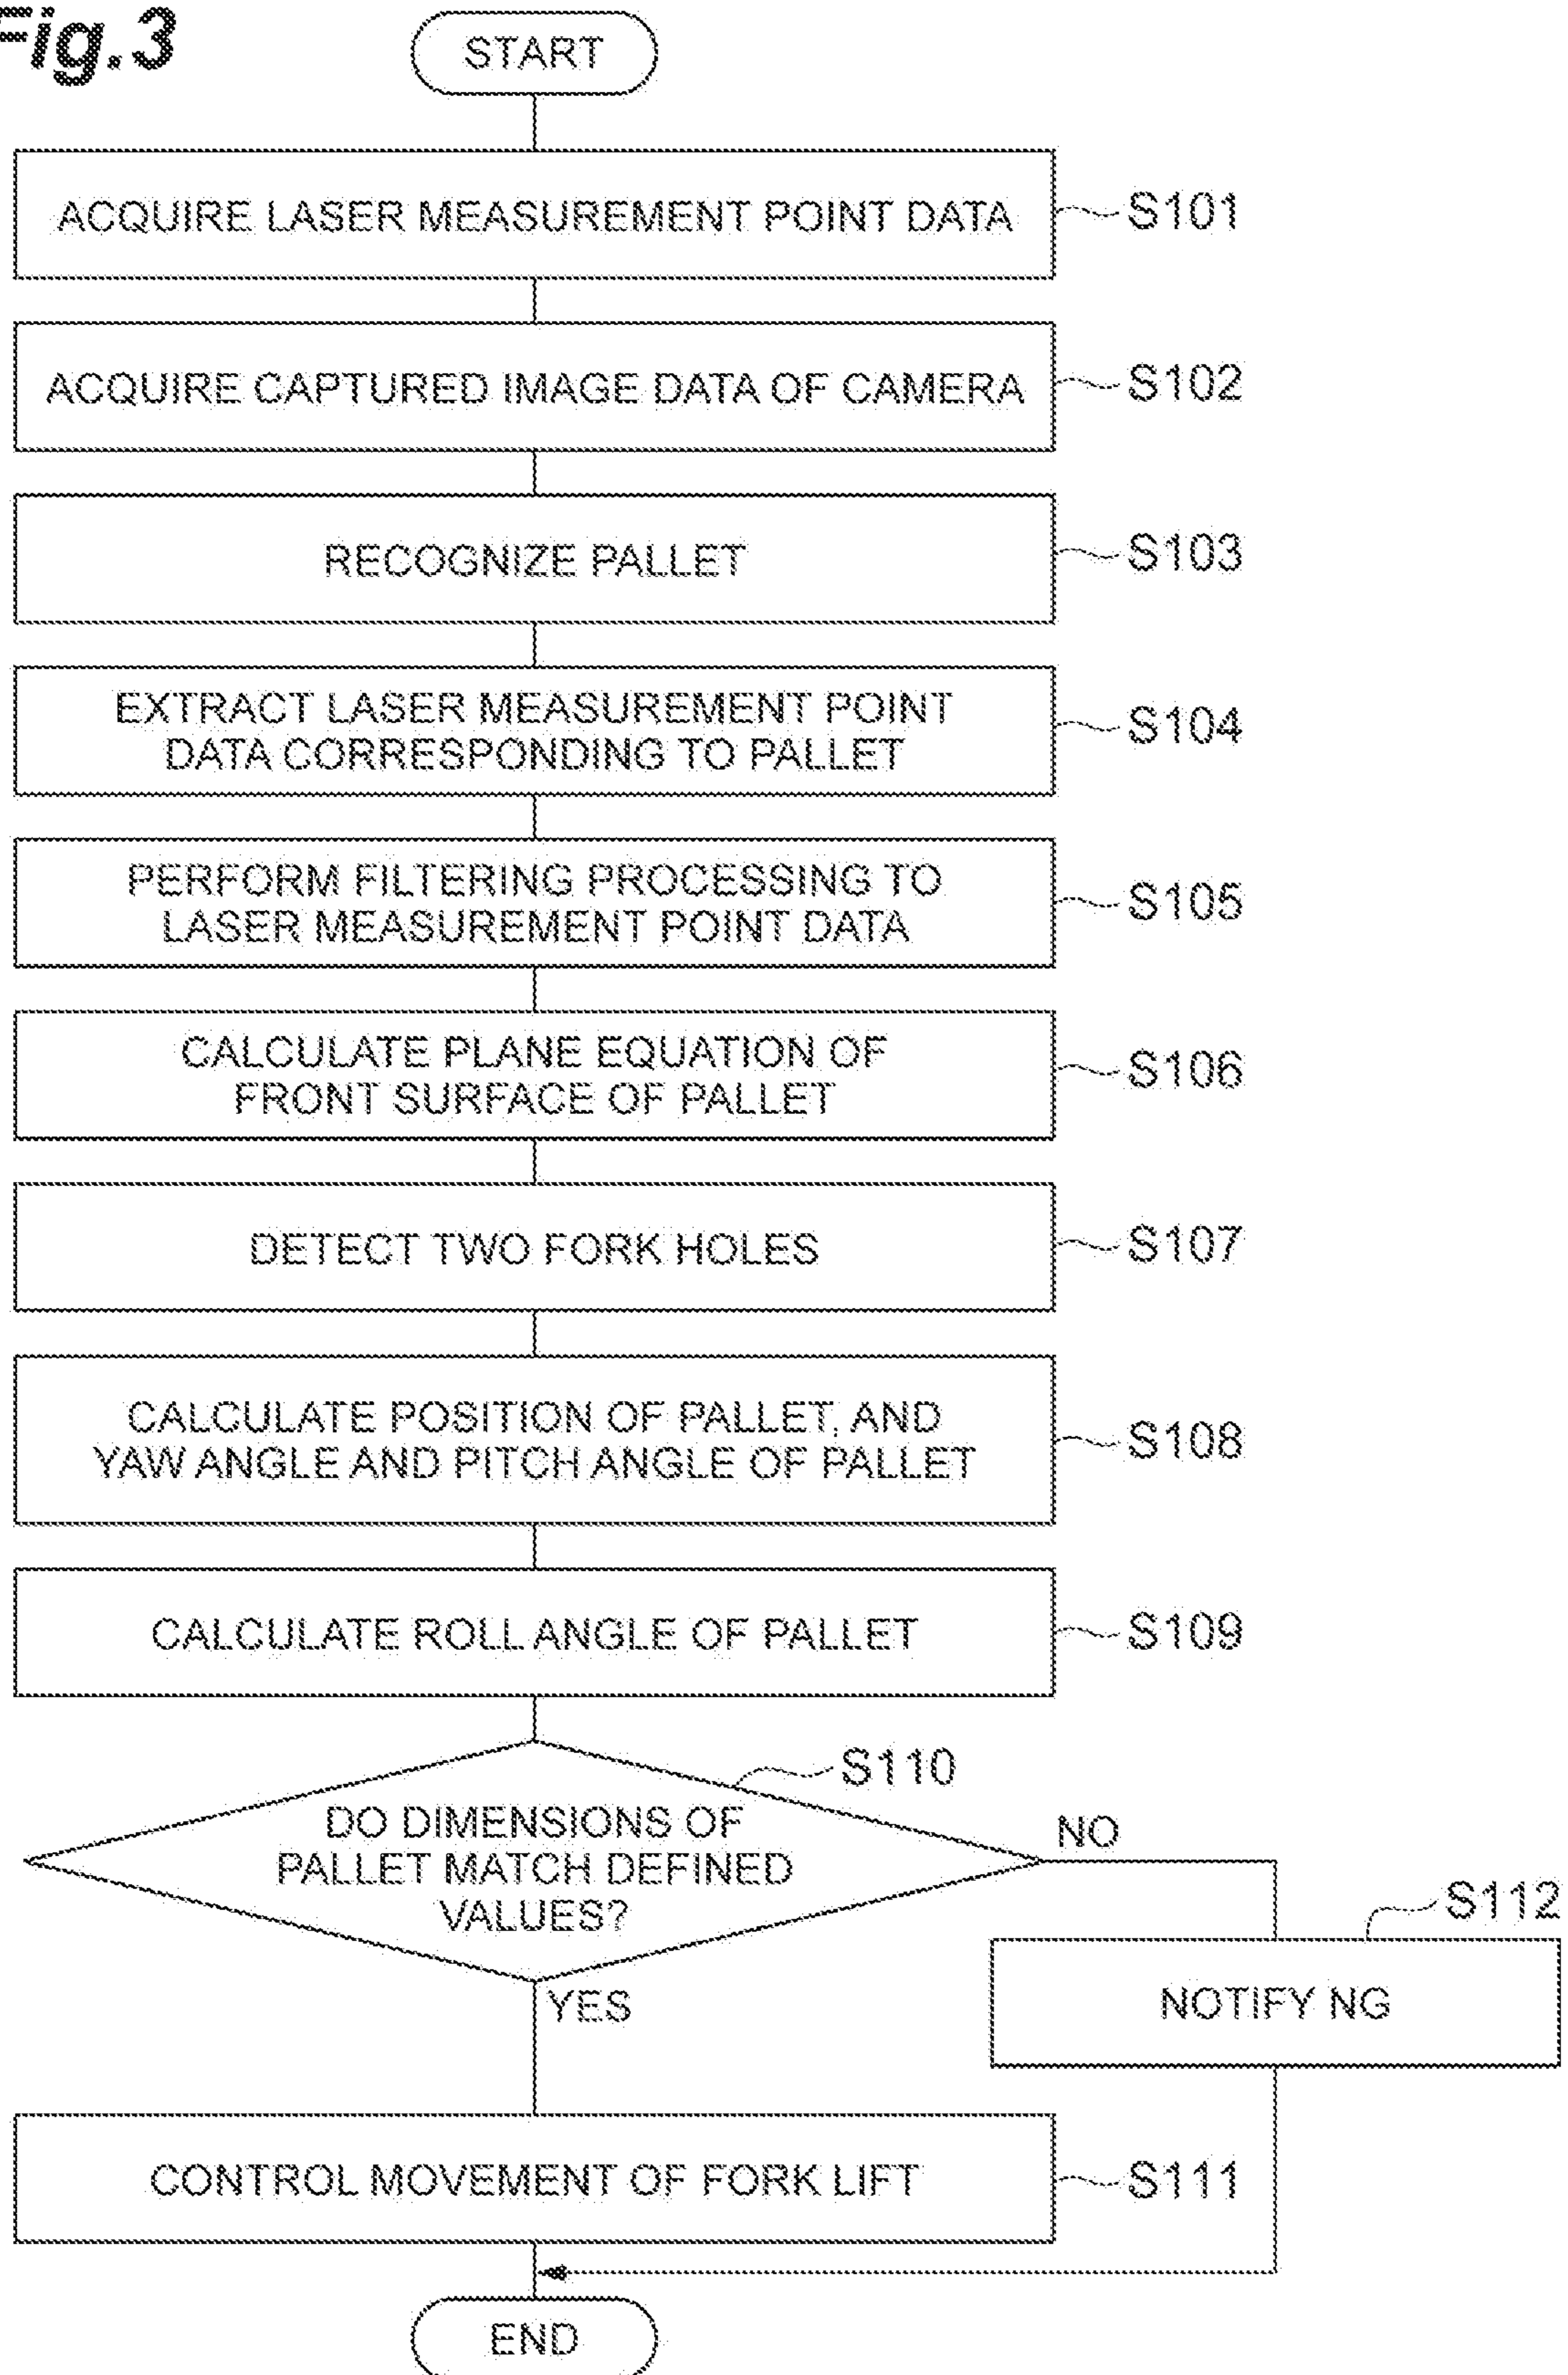 Fig.3
START
ACQUIRE LASER MEASUREMENT POINT DATA
S101
ACQUIRE CAPTURED IMAGE DATA OF CAMERA
S102
RECOGNIZE PALLET
S103
EXTRACT LASER MEASUREMENT POINT
DATA CORRESPONDING TO PALLET
S104
PERFORM FILTERING PROCESSING TO
LASER MEASUREMENT POINT DATA
S105
CALCULATE PLANE EQUATION OF
FRONT SURFACE OF PALLET
S106
DETECT TWO FORK HOLES
S107
CALCULATE POSITION OF PALLET, AND
YAW ANGLE AND PITCH ANGLE OF PALLET
S108
CALCULATE ROLL ANGLE OF PALLET
S109
S110
DO DIMENSIONS OF
PALLET MATCH DEFINED
VALUES?
NO
S112
NOTIFY NG
YES
CONTROL MOVEMENT OF FORK LIFT
S111
END